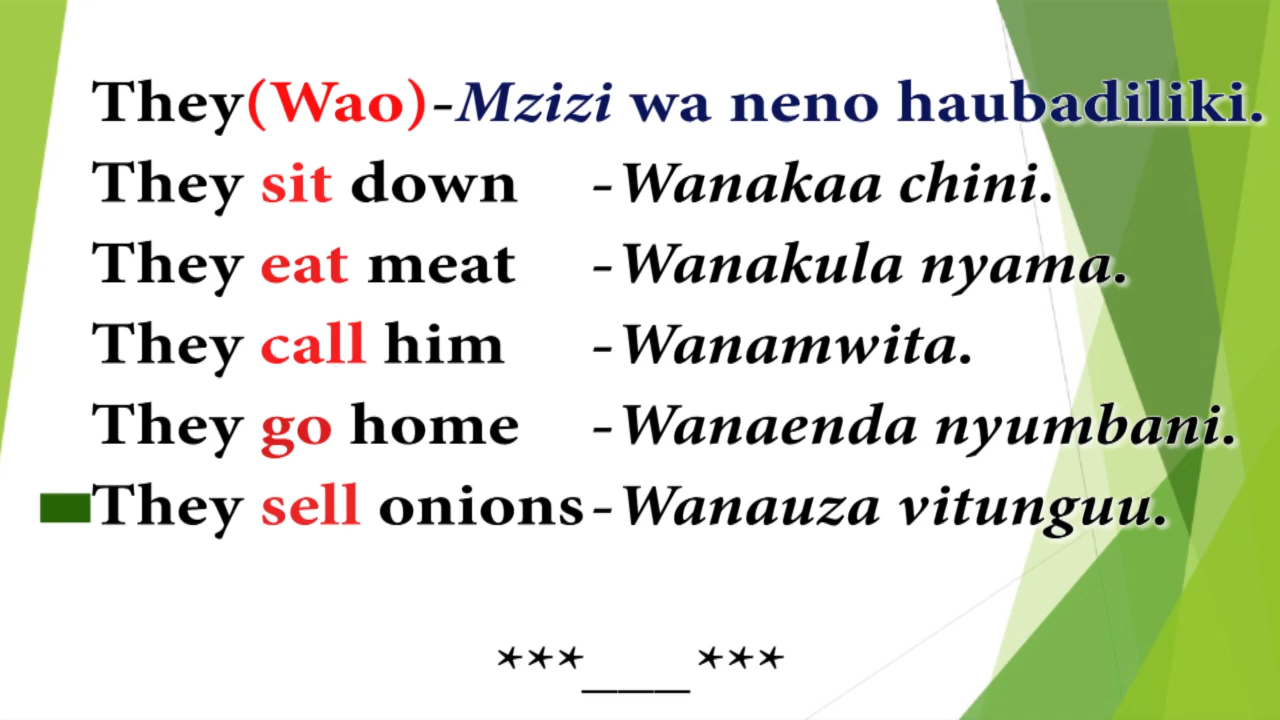 They(Wao)-Mzizi wa neno haubadiliki.
They sit down -Wanakaa chini.
They eat meat -Wanakula nyama.
They call him -Wanamwita.
They go home -Wanaenda nyumbani.
They sell onions-Wanauza vitunguu.
***___***